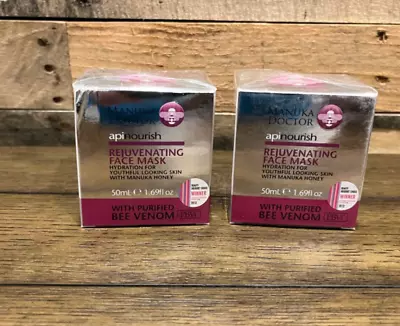 MANUKA
DOCTOR
apinourish
REJUVENATING
FACE MASK
HYDRATION FOR
YOUTHFUL LOOKING SKIN
WITH MANUKA HONEY
50ml e 1.69fl oz
WINNER
WITH PURIFIED
BEE VENOM
MANUKA
DOCTOR
apinourish
REJUVENATING
FACE MASK
HYDRATION FOR
YOUTHFUL LOOKING SKIN
WITH MANUKA HONEY
50ml e 1.69fl oz
WINNER
WITH PURIFIED
BEE VENOM